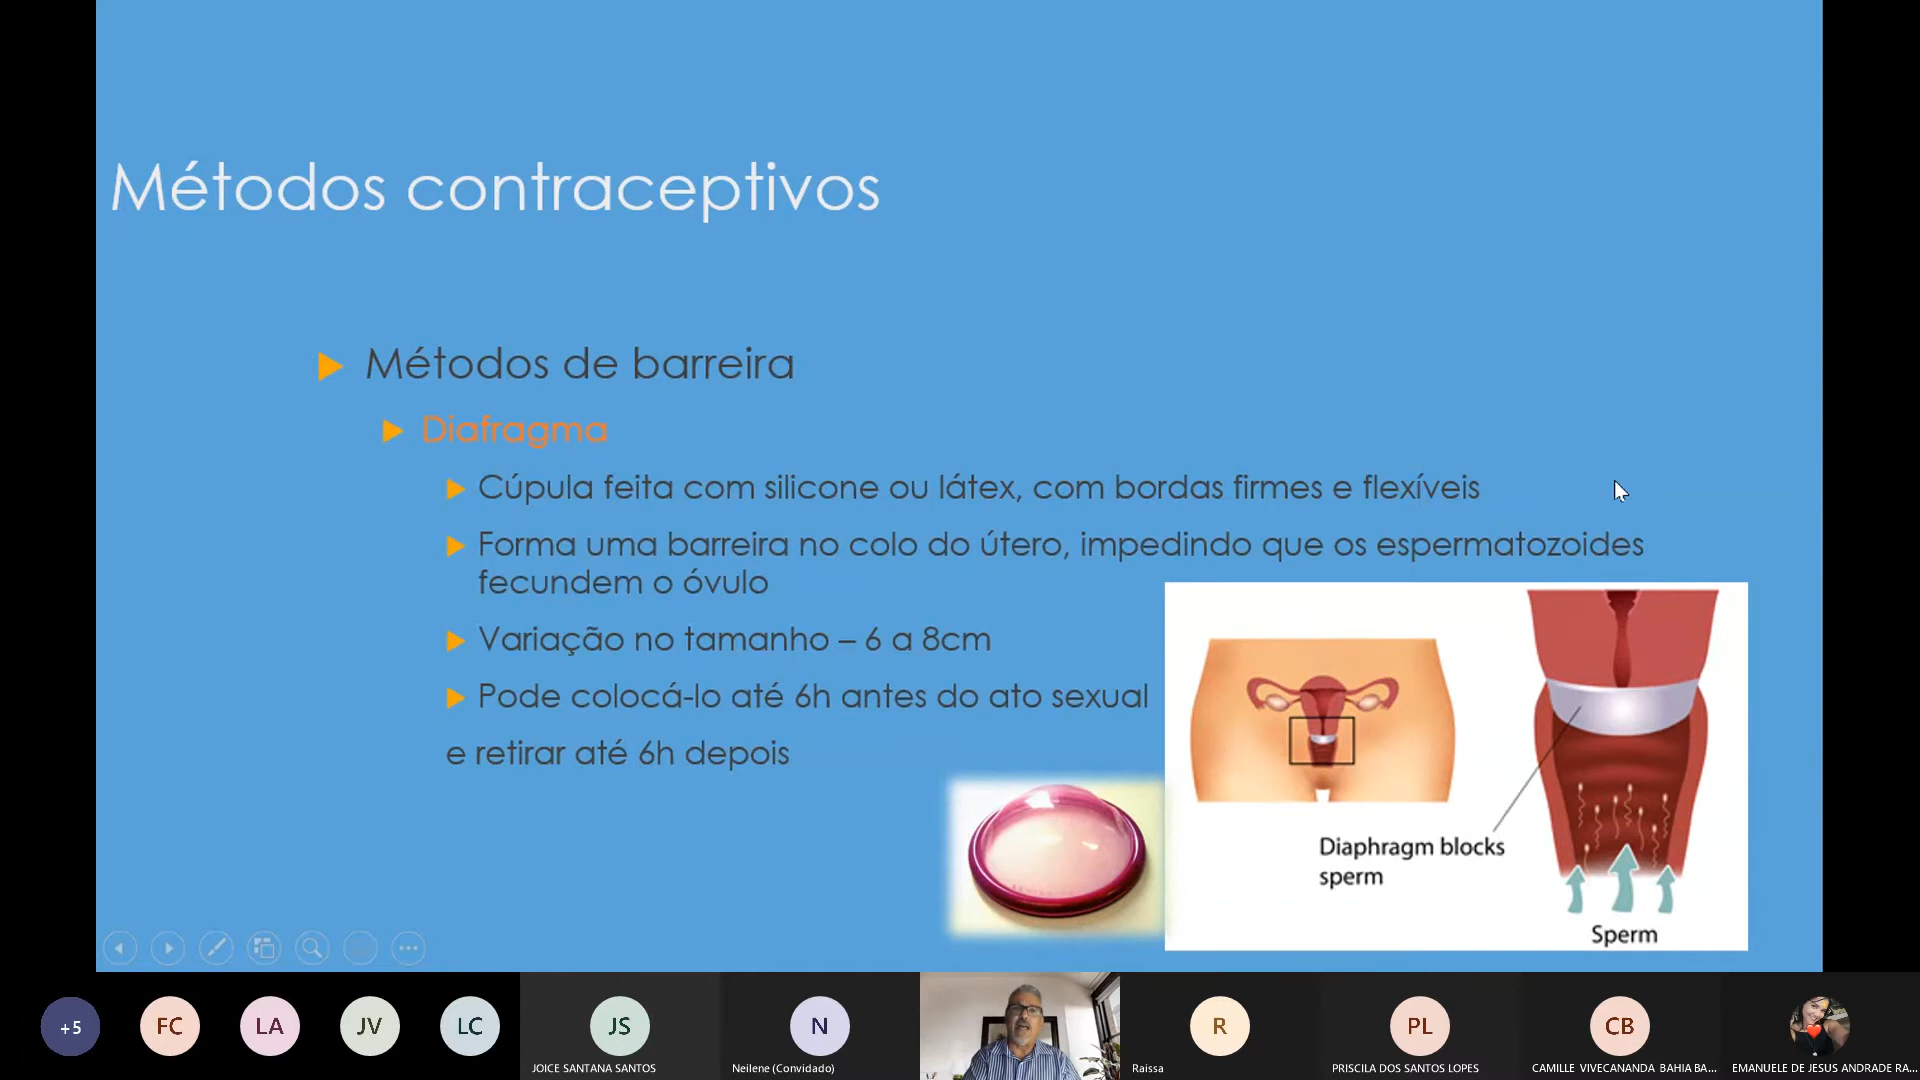 Métodos contraceptivos
Métodos de barreira
Diafragma
Cúpula feita com silicone ou látex, com bordas firmes e flexíveis
Forma uma barreira no colo do útero, impedindo que os espermatozoides
fecundem o óvulo
Variação no tamanho – 6 a 8cm
Pode colocá-lo até 6h antes do ato sexual
e retirar até 6h depois
Diaphragm blocks
sperm
Sperm
+5
FC
LA
JV
LC
JS
N
R
PL
CB
JOICE SANTANA SANTOS
Neilene (Convidado)
Raissa
PRISCILA DOS SANTOS LOPES
CAMILLE VIVECANANDA BAHIA BA...
EMANUELE DE JESUS ANDRADE RA...